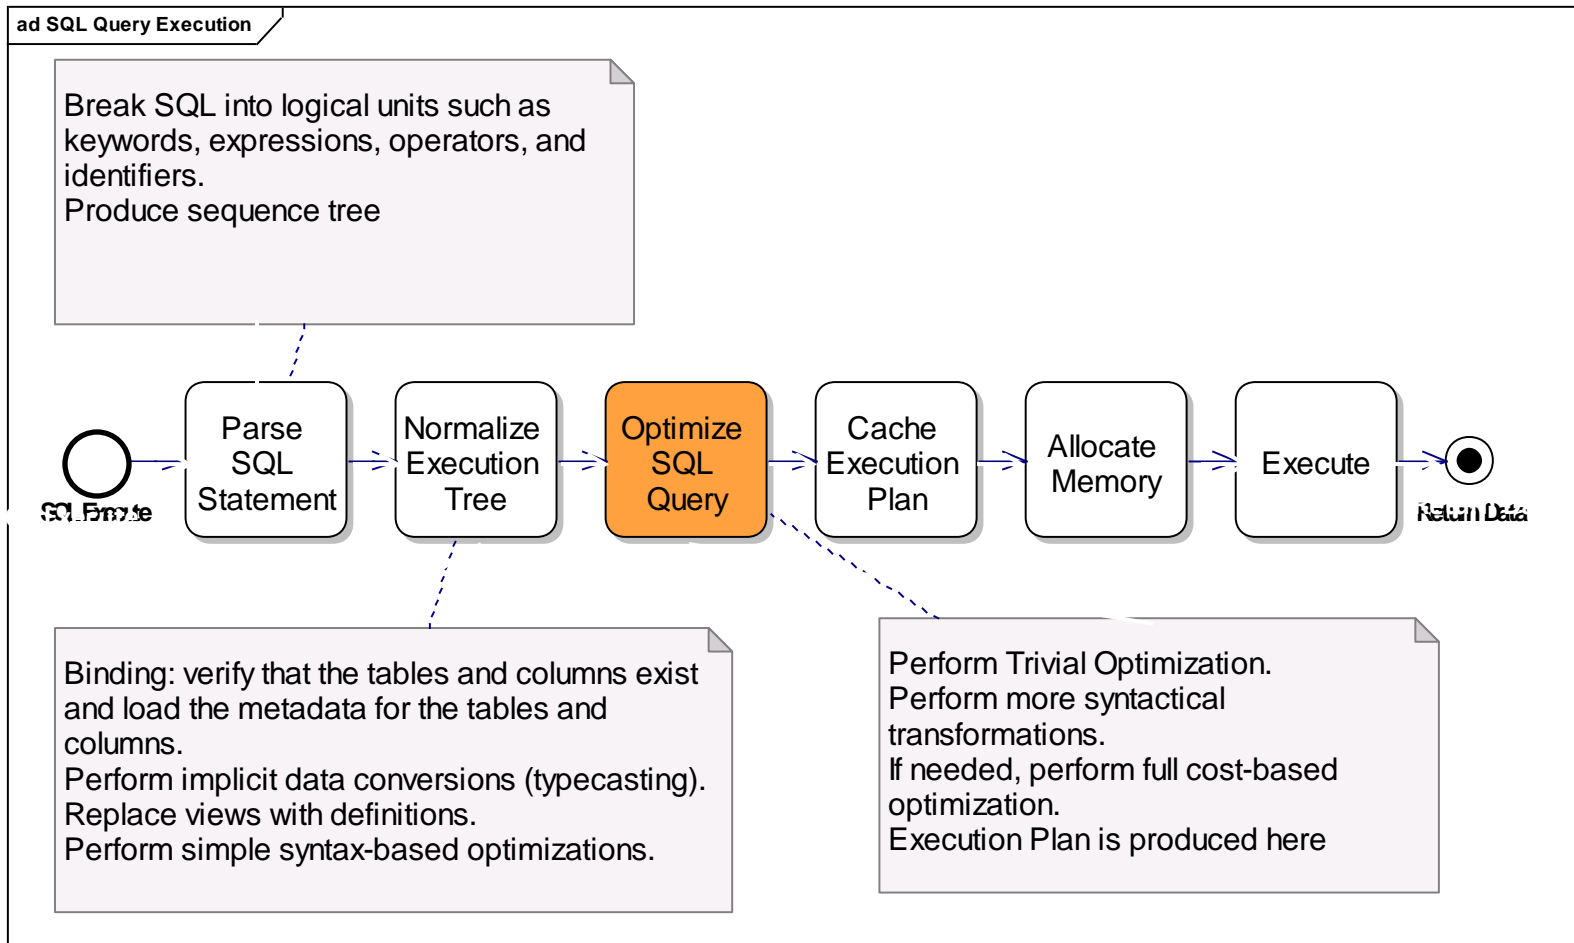 ad SQL Query Execution
Break SQL into logical units such as
keywords, expressions, operators, and
identifiers.
Produce sequence tree
Parse
SQL
Statement
Normalize
Execution
Tree
Optimize
SQL
Query
Cache
Execution
Plan
Allocate
Memory
Execute
Return Data
Binding: verify that the tables and columns exist
and load the metadata for the tables and
columns.
Perform implicit data conversions (typecasting).
Replace views with definitions.
Perform simple syntax-based optimizations.
Perform Trivial Optimization.
Perform more syntactical
transformations.
If needed, perform full cost-based
optimization.
Execution Plan is produced here